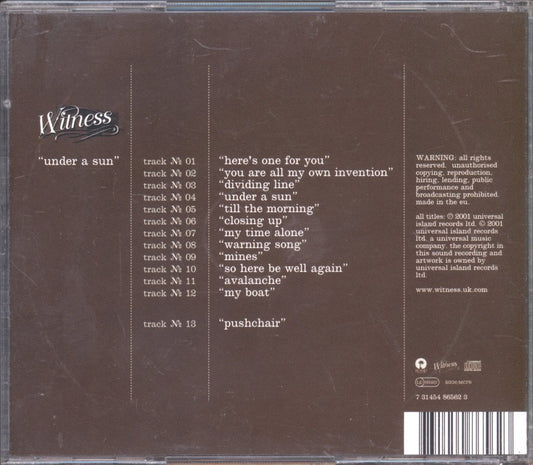 Witness
"under a sun"
track № 01 "here's one for you"
track № 02 "you are all my own invention"
track № 03 "dividing line"
track № 04 "under a sun"
track № 05 "till the morning"
track № 06 "closing up"
track № 07 "my time alone"
track № 08 "warning song"
track № 09 "mines"
track № 10 "so here be well again"
track № 11 "avalanche"
track № 12 "my boat"
track № 13 "pushchair"
WARNING: all rights
reserved. unauthorised
copying, reproduction,
hiring, lending, public
performance and
broadcasting prohibited.
made in the eu.
all titles: ℗ 2001 universal
island records ltd. © 2001
universal island records
ltd. a universal music
company. the copyright in
this sound recording and
artwork is owned by
universal island records
ltd.
www.witness.uk.com
Witness
BIEM/MCPS
7 31454 86562 3